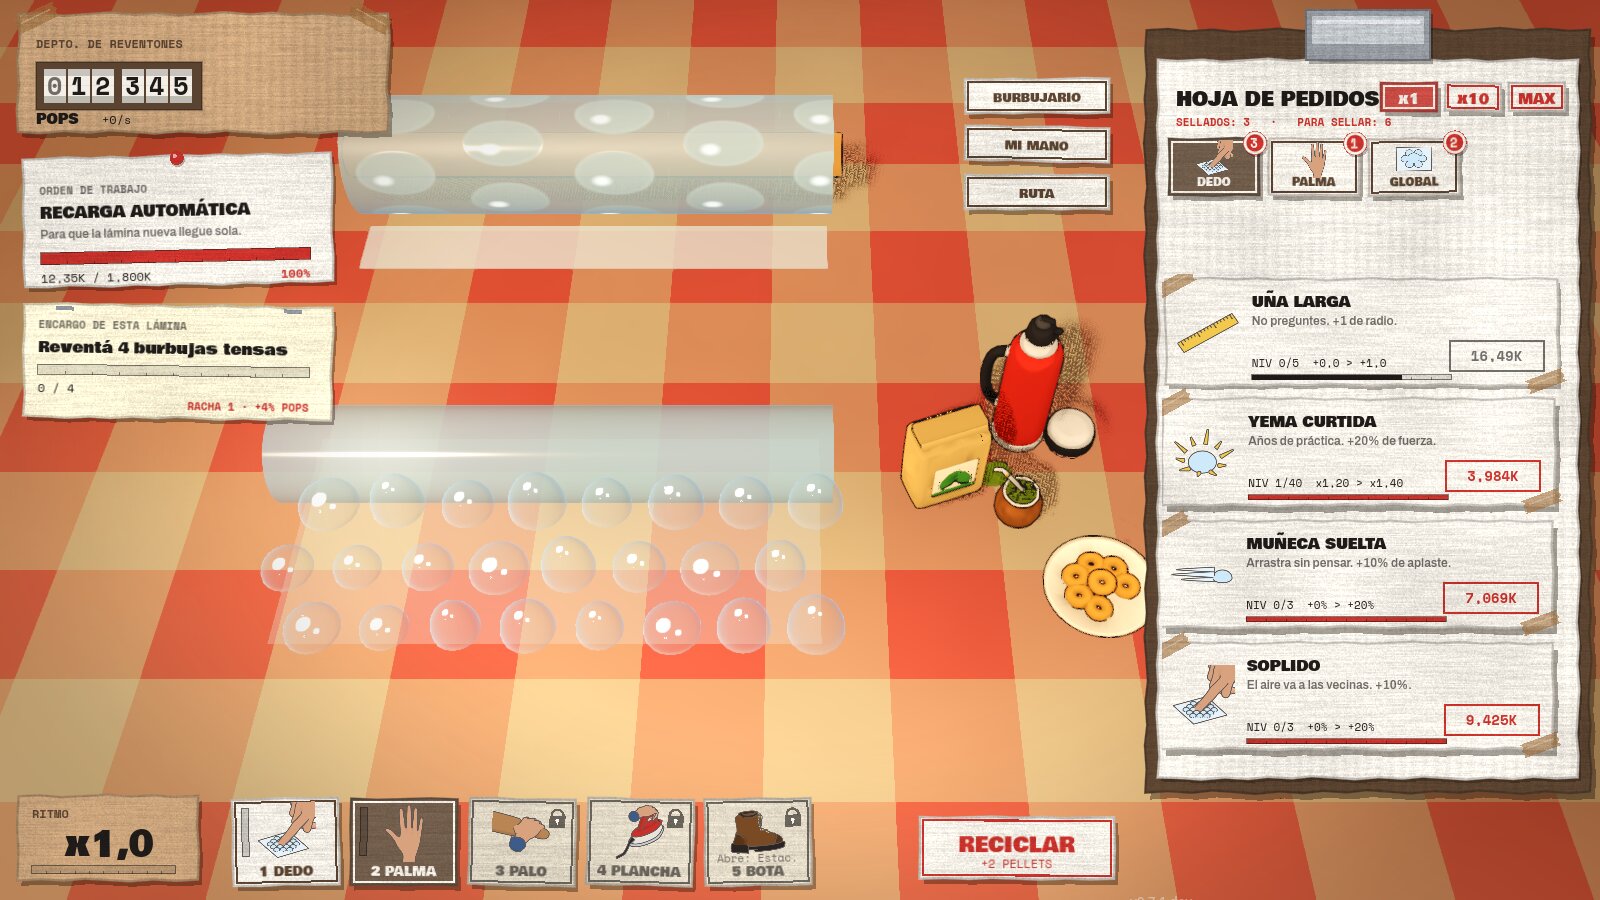 DEPTO. DE REVENTONES
012345
POPS +0/s
ORDEN DE TRABAJO
RECARGA AUTOMÁTICA
Para que la lámina nueva llegue sola.
12,35K / 1,800K 100%
ENCARGO DE ESTA LÁMINA
Reventá 4 burbujas tensas
0 / 4
RACHA 1 · +4% POPS
BURBUJARIO
MI MANO
RUTA
HOJA DE PEDIDOS x1 x10 MAX
SELLADOS: 3 · PARA SELLAR: 6
3 1 2
DEDO PALMA GLOBAL
UÑA LARGA
No preguntes. +1 de radio.
NIV 0/5 +0,0 > +1,0 16,49K
YEMA CURTIDA
Años de práctica. +20% de fuerza.
NIV 1/40 x1,20 > x1,40 3,984K
MUÑECA SUELTA
Arrastra sin pensar. +10% de aplaste.
NIV 0/3 +0% > +20% 7,069K
SOPLIDO
El aire va a las vecinas. +10%.
NIV 0/3 +0% > +20% 9,425K
RITMO
x1,0
1 DEDO
2 PALMA
3 PALO
4 PLANCHA
Abre: Estac.
5 BOTA
RECICLAR
+2 PELLETS